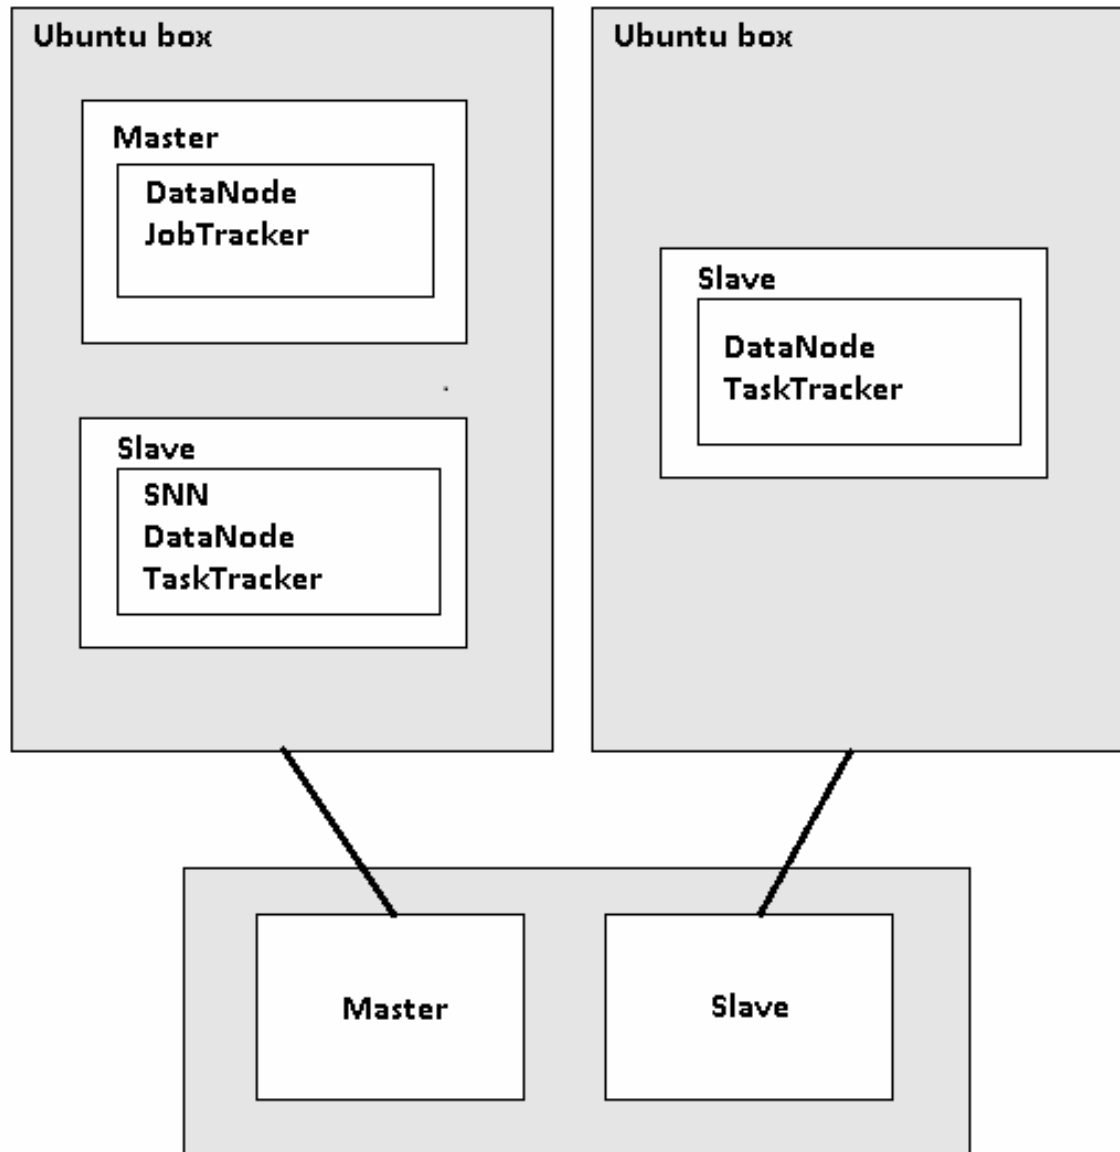 Ubuntu box
Master
DataNode
JobTracker
Slave
SNN
DataNode
TaskTracker
Ubuntu box
Slave
DataNode
TaskTracker
Master
Slave